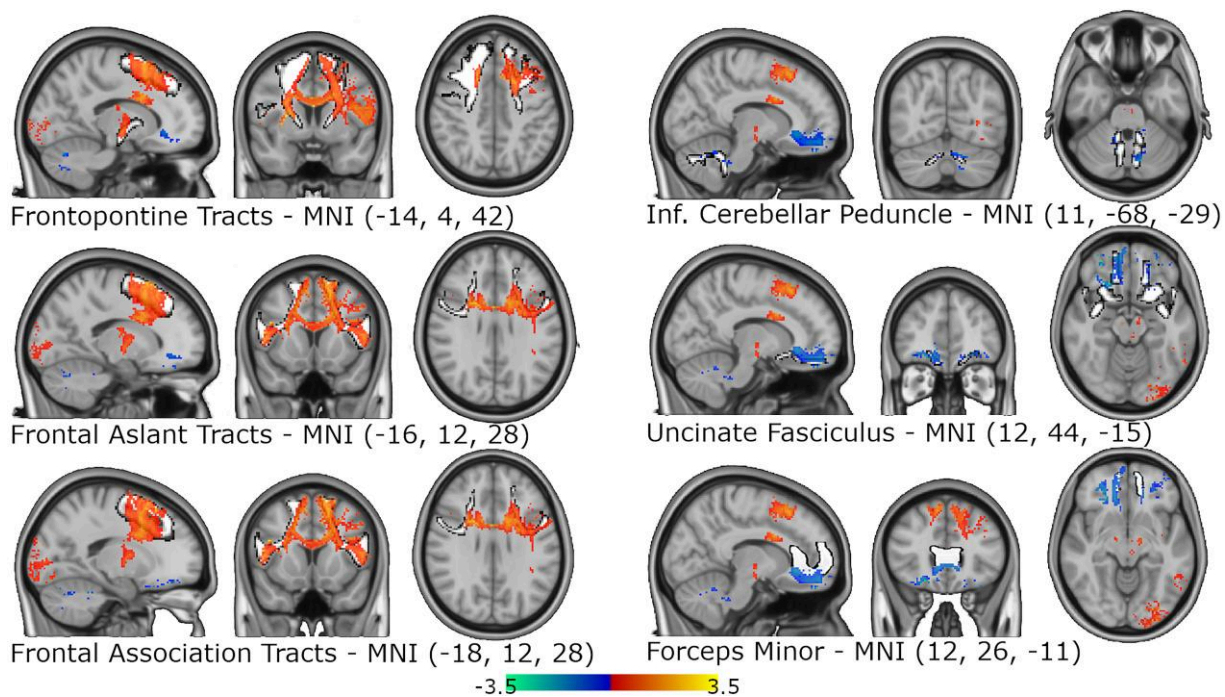 Frontopontine Tracts - MNI (-14, 4, 42)
Inf. Cerebellar Peduncle - MNI (11, -68, -29)
Frontal Aslant Tracts - MNI (-16, 12, 28)
Uncinate Fasciculus - MNI (12, 44, -15)
Frontal Association Tracts - MNI (-18, 12, 28)
Forceps Minor - MNI (12, 26, -11)
-3.5 3.5